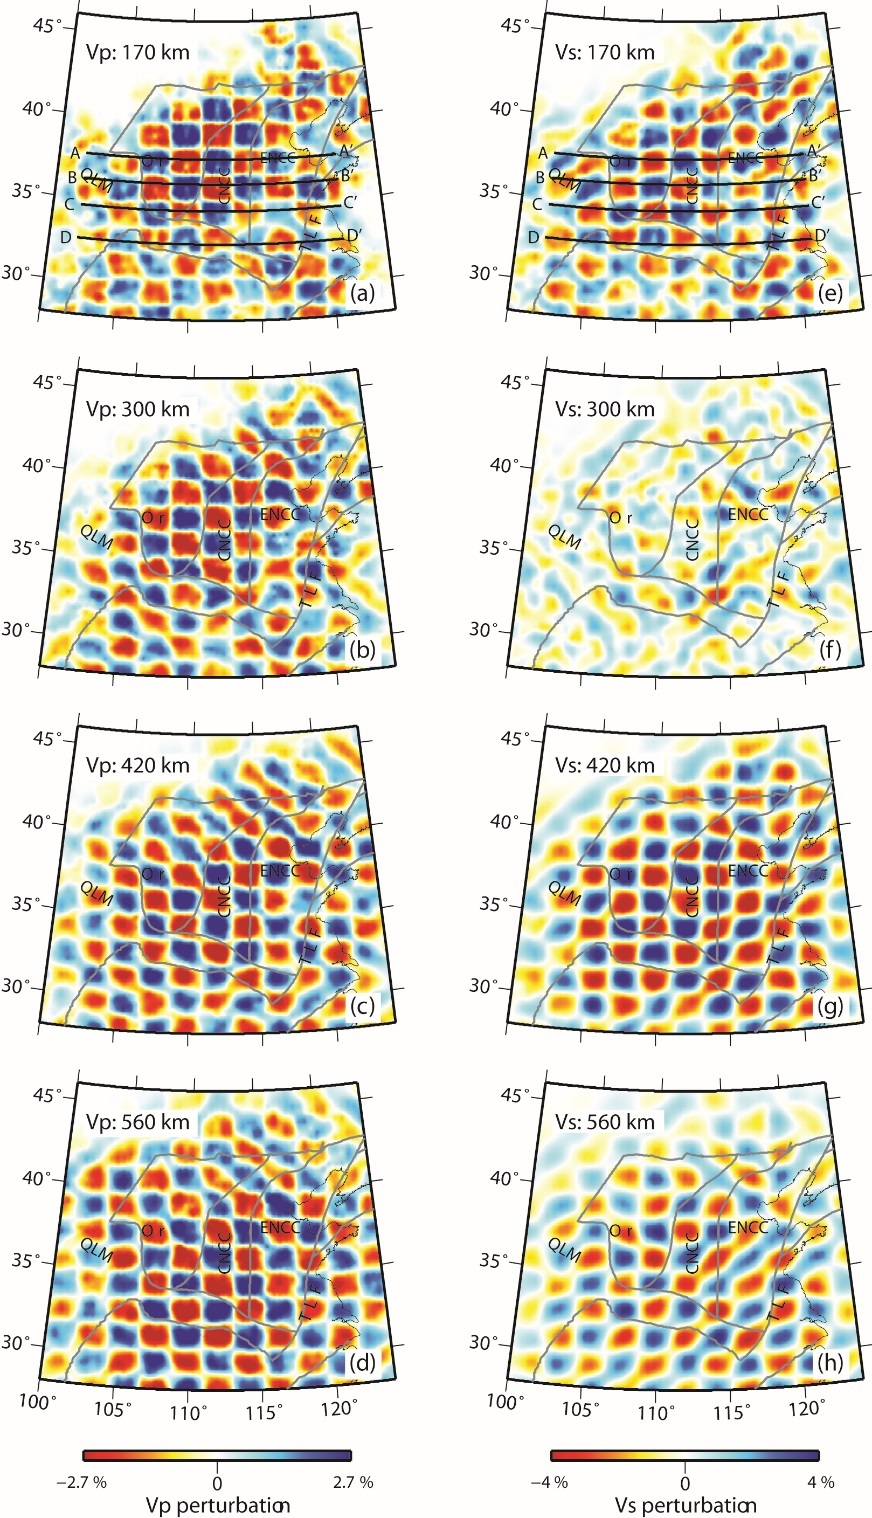 45° Vp: 170 km 45° Vs: 170 km
40° 40°
A A' A A'
Or ENCC Or ENCC
B QLM B' B QLM B'
35° CNCC 35° CNCC
C C' C C'
TLF TLF
D D' D D'
30° 30°
(a) (e)
45° Vp: 300 km 45° Vs: 300 km
40° 40°
Or ENCC Or ENCC
QLM CNCC QLM CNCC
35° 35°
TLF TLF
30° (b) 30° (f)
45° Vp: 420 km 45° Vs: 420 km
40° 40°
Or ENCC Or ENCC
QLM CNCC QLM CNCC
35° 35°
TLF TLF
30° (c) 30° (g)
45° Vp: 560 km 45° Vs: 560 km
40° 40°
Or ENCC Or ENCC
QLM CNCC QLM CNCC
35° 35°
TLF TLF
30° (d) 30° (h)
100° 105° 110° 115° 120° 100° 105° 110° 115° 120°
−2.7 % 0 2.7 % −4 % 0 4 %
Vp perturbation Vs perturbation